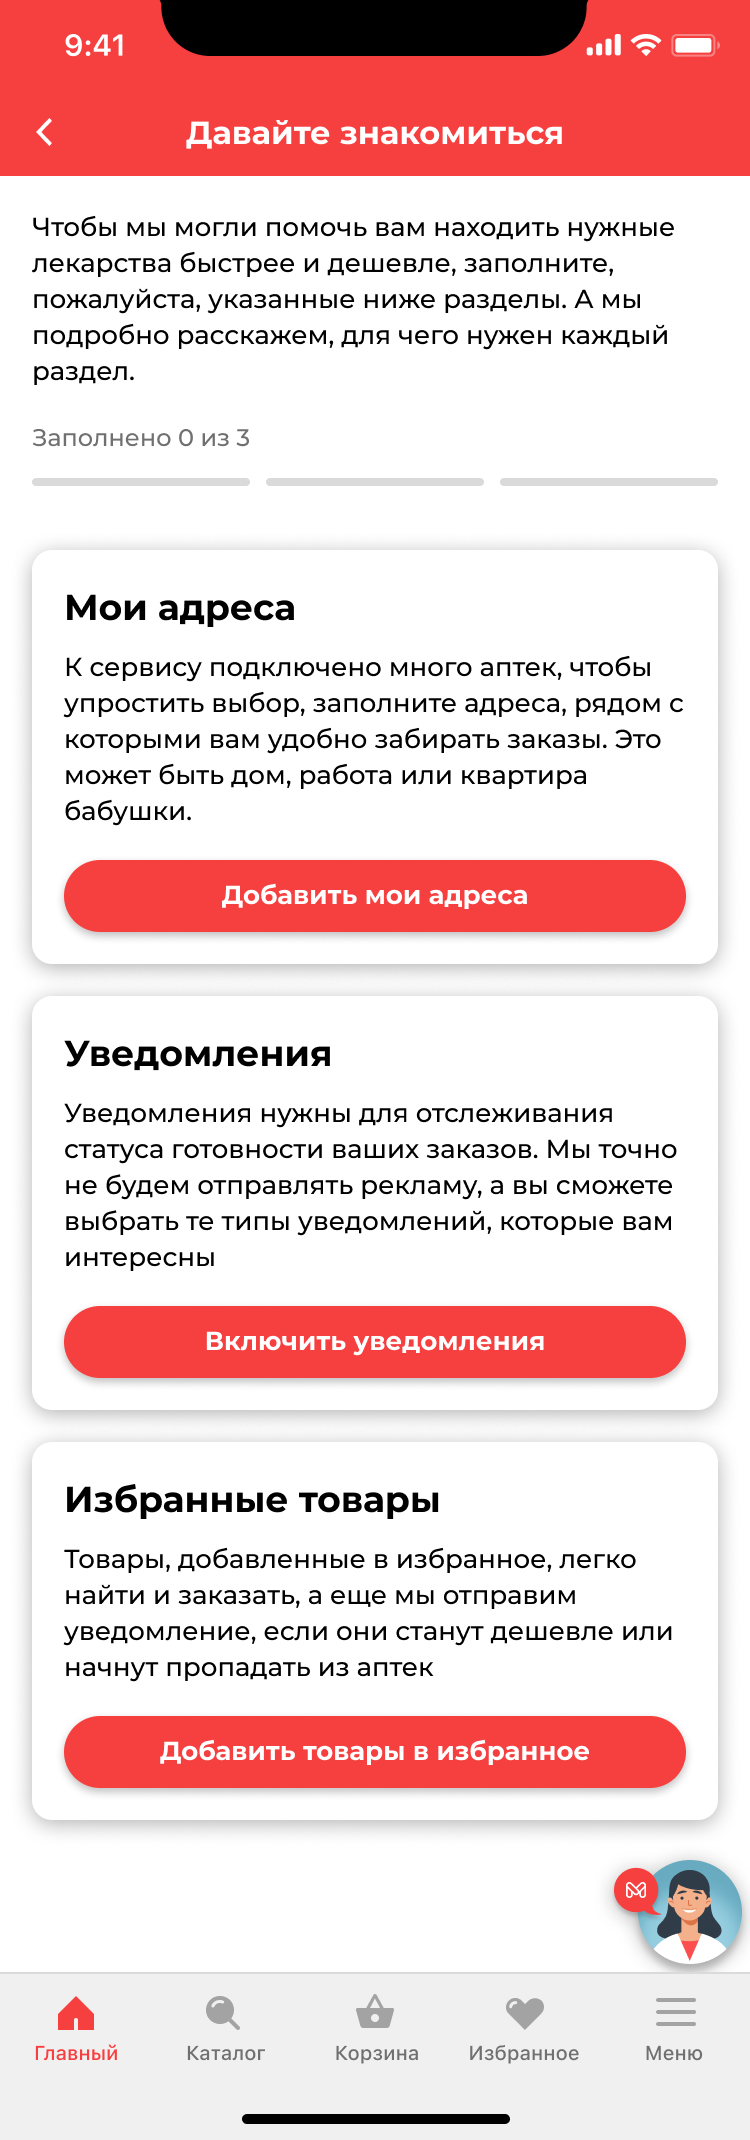 9:41
Давайте знакомиться
Чтобы мы могли помочь вам находить нужные
лекарства быстрее и дешевле, заполните,
пожалуйста, указанные ниже разделы. А мы
подробно расскажем, для чего нужен каждый
раздел.
Заполнено 0 из 3
Мои адреса
К сервису подключено много аптек, чтобы
упростить выбор, заполните адреса, рядом с
которыми вам удобно забирать заказы. Это
может быть дом, работа или квартира
бабушки.
Добавить мои адреса
Уведомления
Уведомления нужны для отслеживания
статуса готовности ваших заказов. Мы точно
не будем отправлять рекламу, а вы сможете
выбрать те типы уведомлений, которые вам
интересны
Включить уведомления
Избранные товары
Товары, добавленные в избранное, легко
найти и заказать, а еще мы отправим
уведомление, если они станут дешевле или
начнут пропадать из аптек
Добавить товары в избранное
Главный
Каталог
Корзина
Избранное
Меню